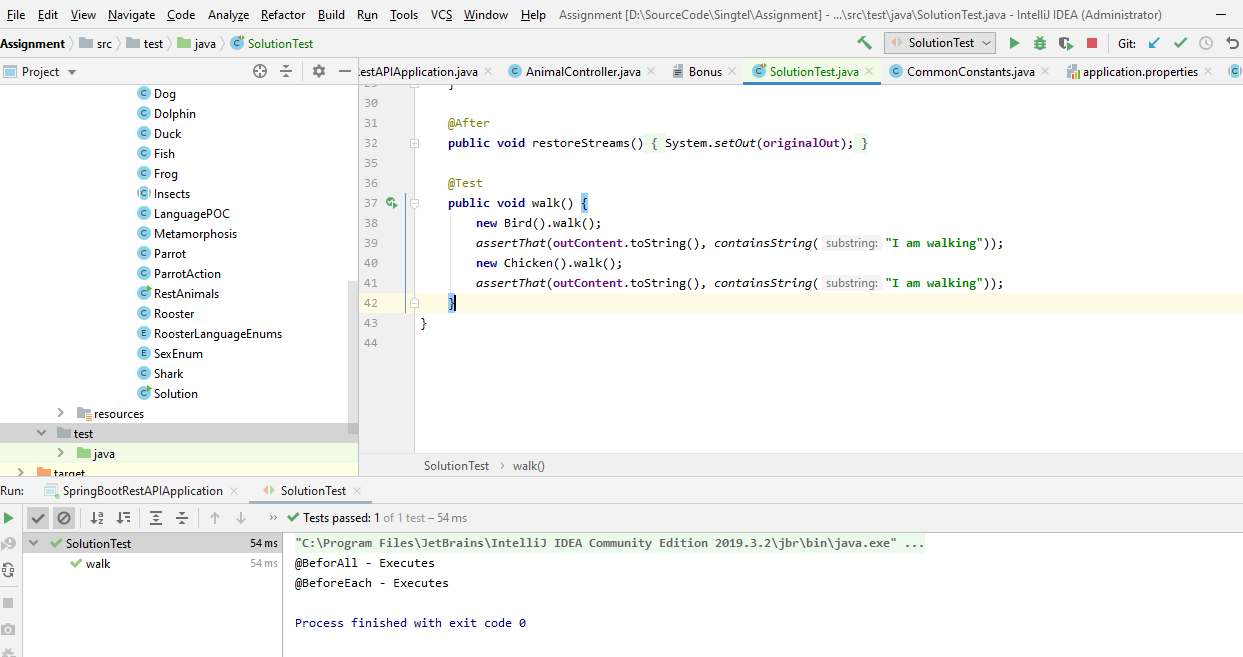 File Edit View Navigate Code Analyze Refactor Build Run Tools VCS Window Help Assignment [D:\SourceCode\Singtel\Assignment] - ...\src\test\java\SolutionTest.java - IntelliJ IDEA (Administrator)
Assignment src test java SolutionTest SolutionTest Git:
Project
estAPIApplication.java AnimalController.java Bonus SolutionTest.java CommonConstants.java application.properties
Dog
Dolphin
Duck
Fish
Frog
Insects
LanguagePOC
Metamorphosis
Parrot
ParrotAction
RestAnimals
Rooster
RoosterLanguageEnums
SexEnum
Shark
Solution
resources
test
java
target
29 }
30
31 @After
32 public void restoreStreams() { System.setOut(originalOut); }
35
36 @Test
37 public void walk() {
38 new Bird().walk();
39 assertThat(outContent.toString(), containsString( substring: "I am walking"));
40 new Chicken().walk();
41 assertThat(outContent.toString(), containsString( substring: "I am walking"));
42 }
43 }
44
SolutionTest › walk()
Run: SpringBootRestAPIApplication SolutionTest
Tests passed: 1 of 1 test – 54 ms
SolutionTest 54 ms
walk 54 ms
"C:\Program Files\JetBrains\IntelliJ IDEA Community Edition 2019.3.2\jbr\bin\java.exe" ...
@BeforAll - Executes
@BeforeEach - Executes
Process finished with exit code 0